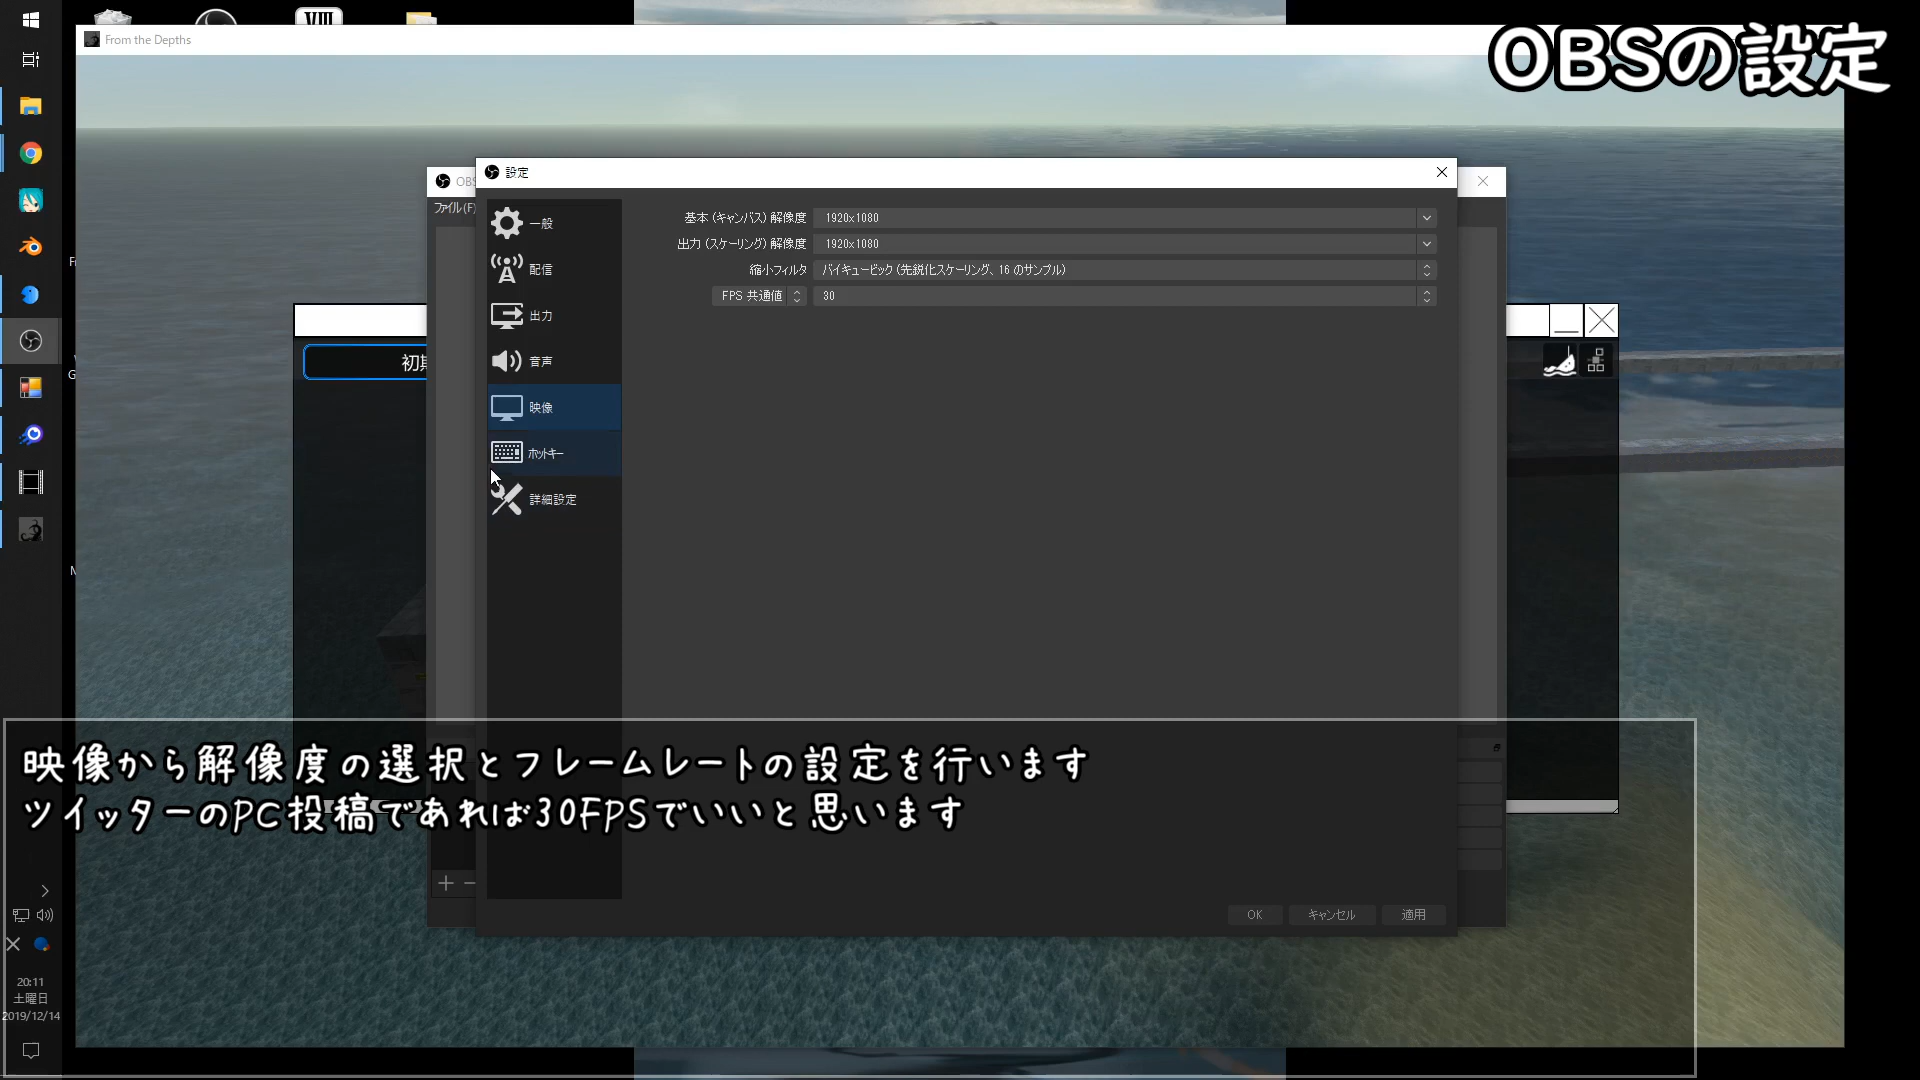 From the Depths
OBSの設定
OBS
設定
ファイル(F)
一般
配信
出力
音声
映像
ホットキー
詳細設定
基本 (キャンバス) 解像度
1920x1080
出力 (スケーリング) 解像度
1920x1080
縮小フィルタ
バイキュービック (先鋭化スケーリング、16 のサンプル)
FPS 共通値
30
映像から解像度の選択とフレームレートの設定を行います
ツイッターのPC投稿であれば30FPSでいいと思います
OK
キャンセル
適用
20:11
土曜日
2019/12/14